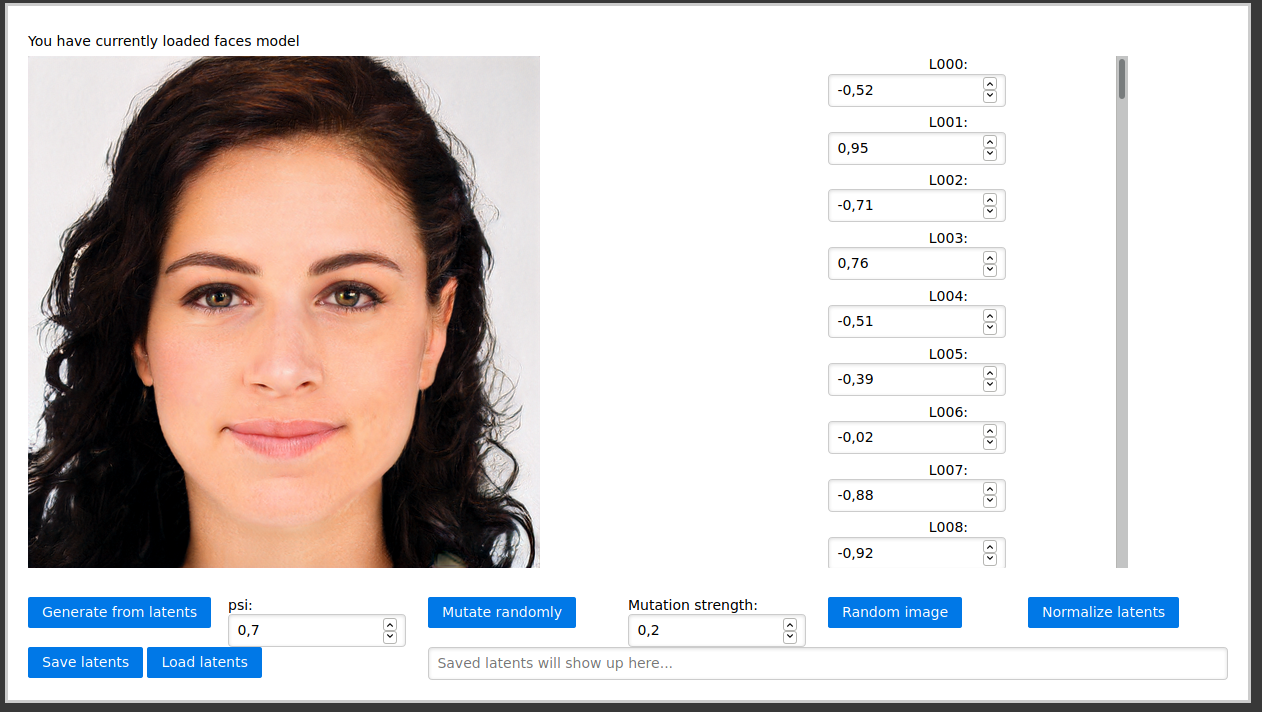 You have currently loaded faces model
L000:
-0,52
L001:
0,95
L002:
-0,71
L003:
0,76
L004:
-0,51
L005:
-0,39
L006:
-0,02
L007:
-0,88
L008:
-0,92
Generate from latents
psi:
0,7
Mutate randomly
Mutation strength:
0,2
Random image
Normalize latents
Save latents
Load latents
Saved latents will show up here...